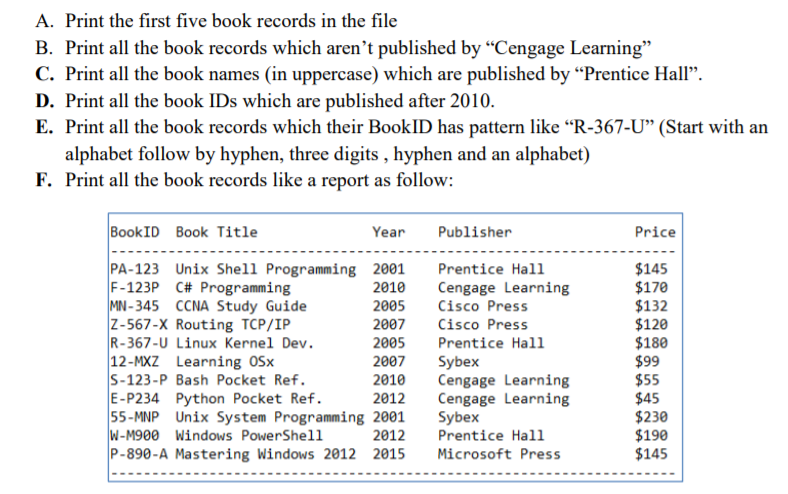 A. Print the first five book records in the file
B. Print all the book records which aren’t published by “Cengage Learning”
C. Print all the book names (in uppercase) which are published by “Prentice Hall”.
D. Print all the book IDs which are published after 2010.
E. Print all the book records which their BookID has pattern like “R-367-U” (Start with an
alphabet follow by hyphen, three digits , hyphen and an alphabet)
F. Print all the book records like a report as follow:
BookID Book Title Year Publisher Price
----------------------------------------------------------------------
PA-123 Unix Shell Programming 2001 Prentice Hall $145
F-123P C# Programming 2010 Cengage Learning $170
MN-345 CCNA Study Guide 2005 Cisco Press $132
Z-567-X Routing TCP/IP 2007 Cisco Press $120
R-367-U Linux Kernel Dev. 2005 Prentice Hall $180
12-MXZ Learning OSx 2007 Sybex $99
S-123-P Bash Pocket Ref. 2010 Cengage Learning $55
E-P234 Python Pocket Ref. 2012 Cengage Learning $45
55-MNP Unix System Programming 2001 Sybex $230
W-M900 Windows PowerShell 2012 Prentice Hall $190
P-890-A Mastering Windows 2012 2015 Microsoft Press $145
----------------------------------------------------------------------